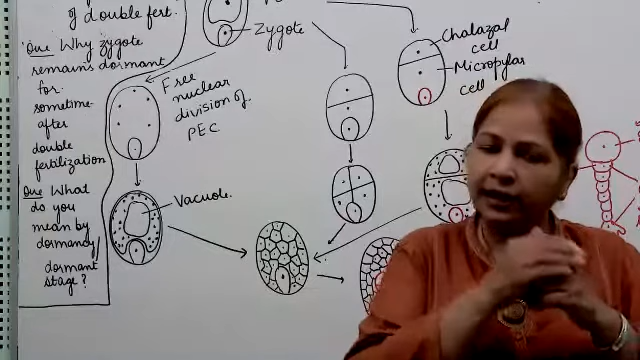 of double fert.
Que Why zygote
remains dormant
for
sometime
after
double
fertilization
Que What
do you
mean by
dormancy/
dormant
stage?
Zygote
Free
nuclear
division of
PEC
Vacuole.
Chalazal
cell
Micropylar
cell